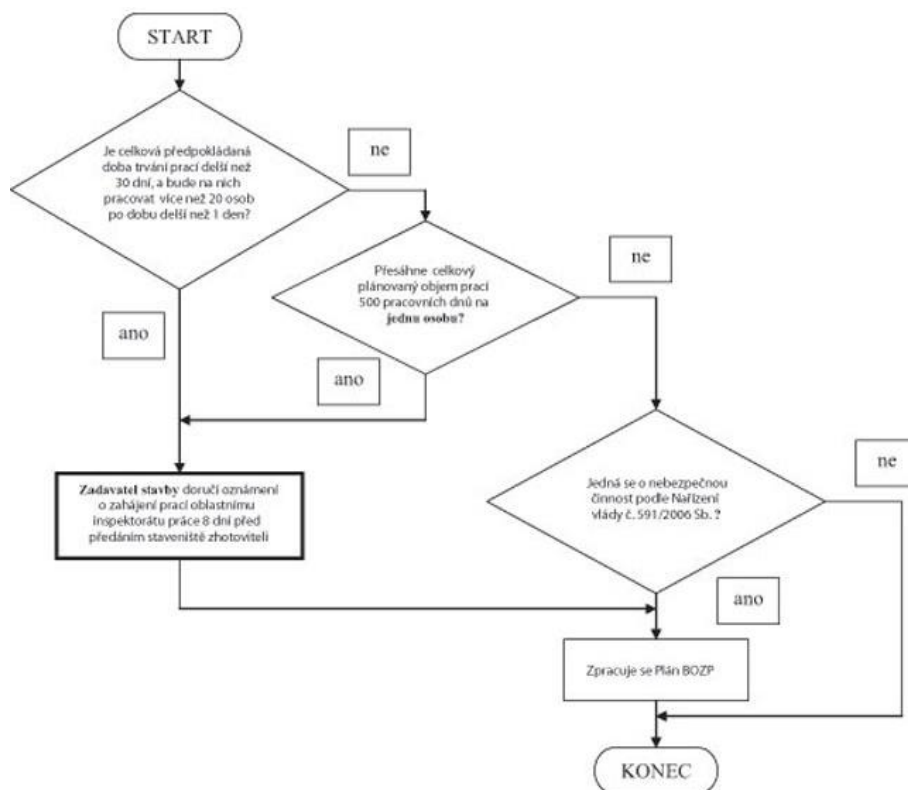 START
Je celková předpokládaná
doba trvání prací delší než
30 dní, a bude na nich
pracovat více než 20 osob
po dobu delší než 1 den?
ne
Přesáhne celkový
plánovaný objem prací
500 pracovních dnů na
jednu osobu?
ne
ano
ano
Zadavatel stavby doručí oznámení
o zahájení prací oblastnímu
inspektorátu práce 8 dní před
předáním staveniště zhotoviteli
Jedná se o nebezpečnou
činnost podle Nařízení
vlády č. 591/2006 Sb. ?
ne
ano
Zpracuje se Plán BOZP
KONEC